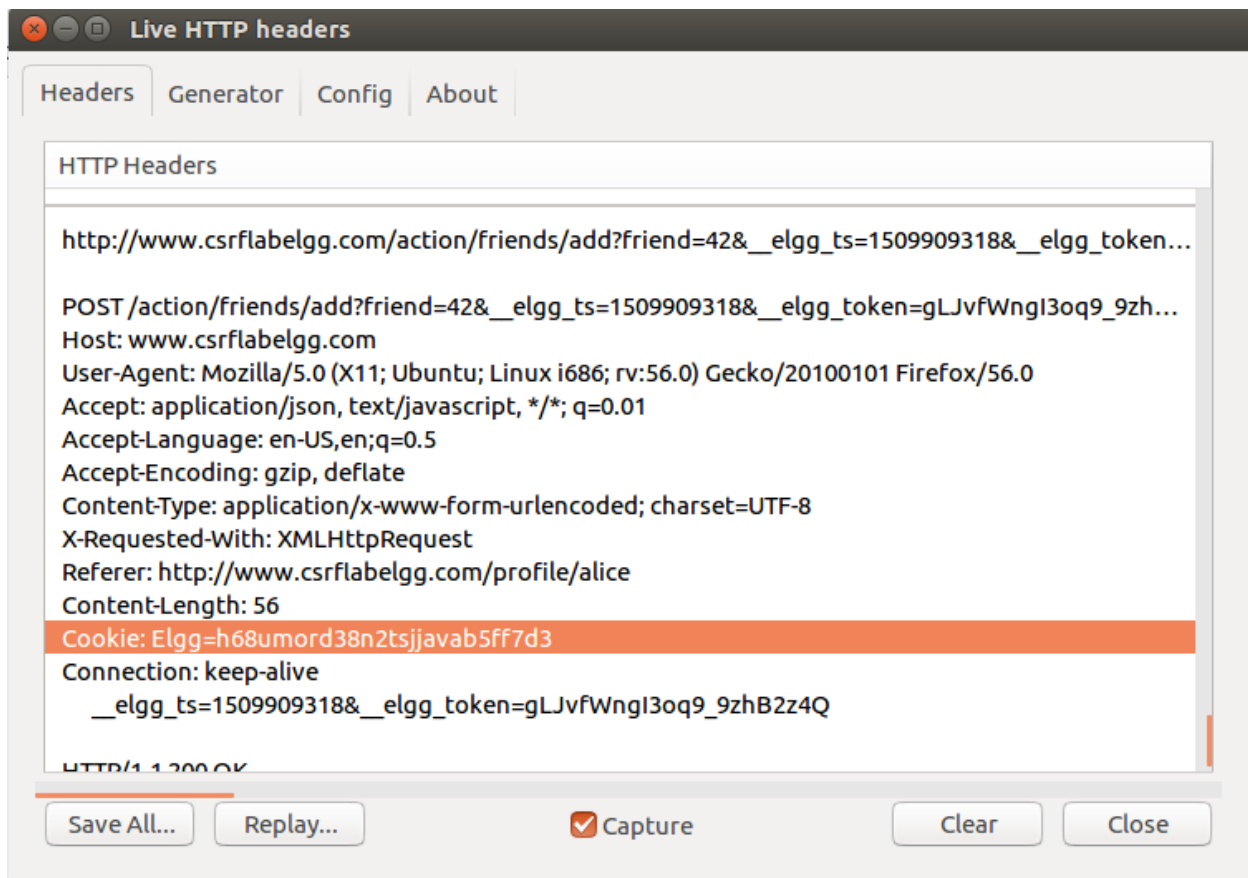 Live HTTP headers
Headers Generator Config About
HTTP Headers
http://www.csrflabelgg.com/action/friends/add?friend=42&__elgg_ts=1509909318&__elgg_token...
POST /action/friends/add?friend=42&__elgg_ts=1509909318&__elgg_token=gLJvfWngI3oq9_9zh...
Host: www.csrflabelgg.com
User-Agent: Mozilla/5.0 (X11; Ubuntu; Linux i686; rv:56.0) Gecko/20100101 Firefox/56.0
Accept: application/json, text/javascript, */*; q=0.01
Accept-Language: en-US,en;q=0.5
Accept-Encoding: gzip, deflate
Content-Type: application/x-www-form-urlencoded; charset=UTF-8
X-Requested-With: XMLHttpRequest
Referer: http://www.csrflabelgg.com/profile/alice
Content-Length: 56
Cookie: Elgg=h68umord38n2tsjjavab5ff7d3
Connection: keep-alive
__elgg_ts=1509909318&__elgg_token=gLJvfWngI3oq9_9zhB2z4Q
HTTP/1.1 200 OK
Save All... Replay... Capture Clear Close